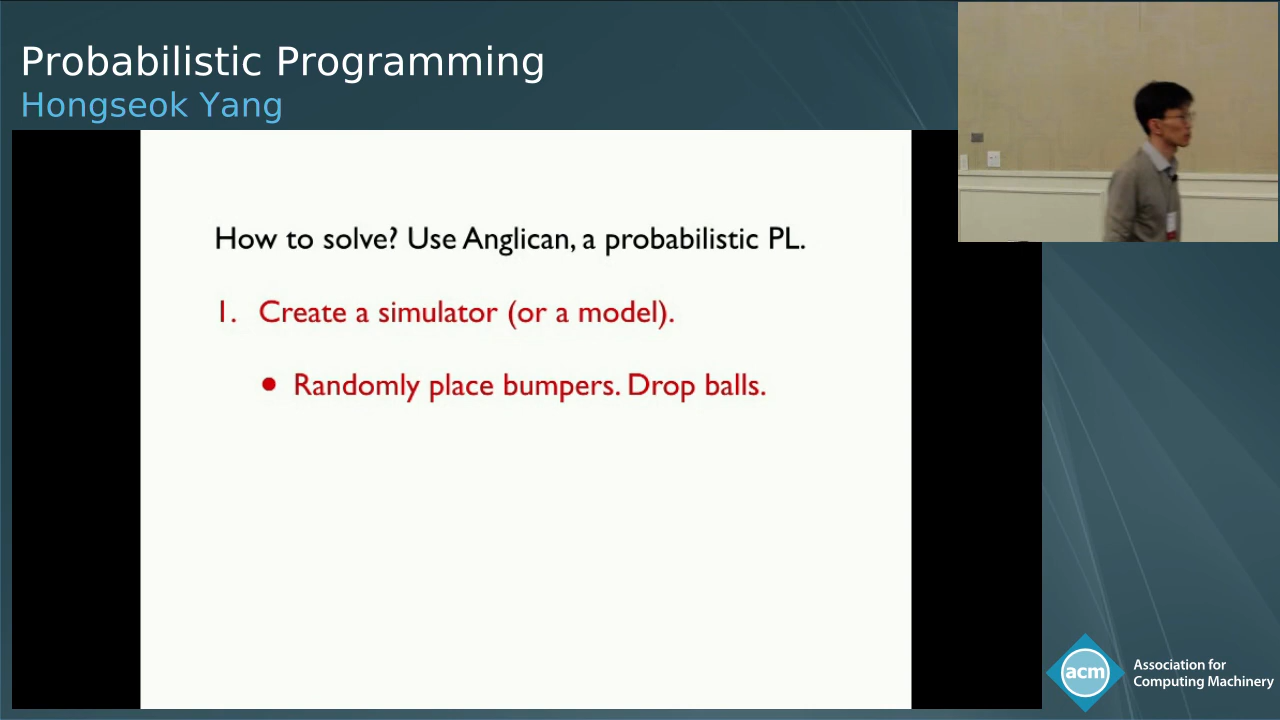 Probabilistic Programming
Hongseok Yang
How to solve? Use Anglican, a probabilistic PL.
1. Create a simulator (or a model).
• Randomly place bumpers. Drop balls.
acm
Association for
Computing Machinery